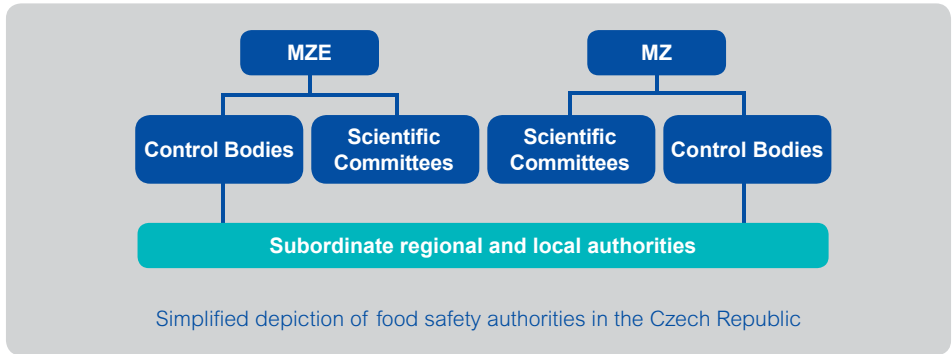 MZE
MZ
Control Bodies
Scientific
Committees
Scientific
Committees
Control Bodies
Subordinate regional and local authorities
Simplified depiction of food safety authorities in the Czech Republic